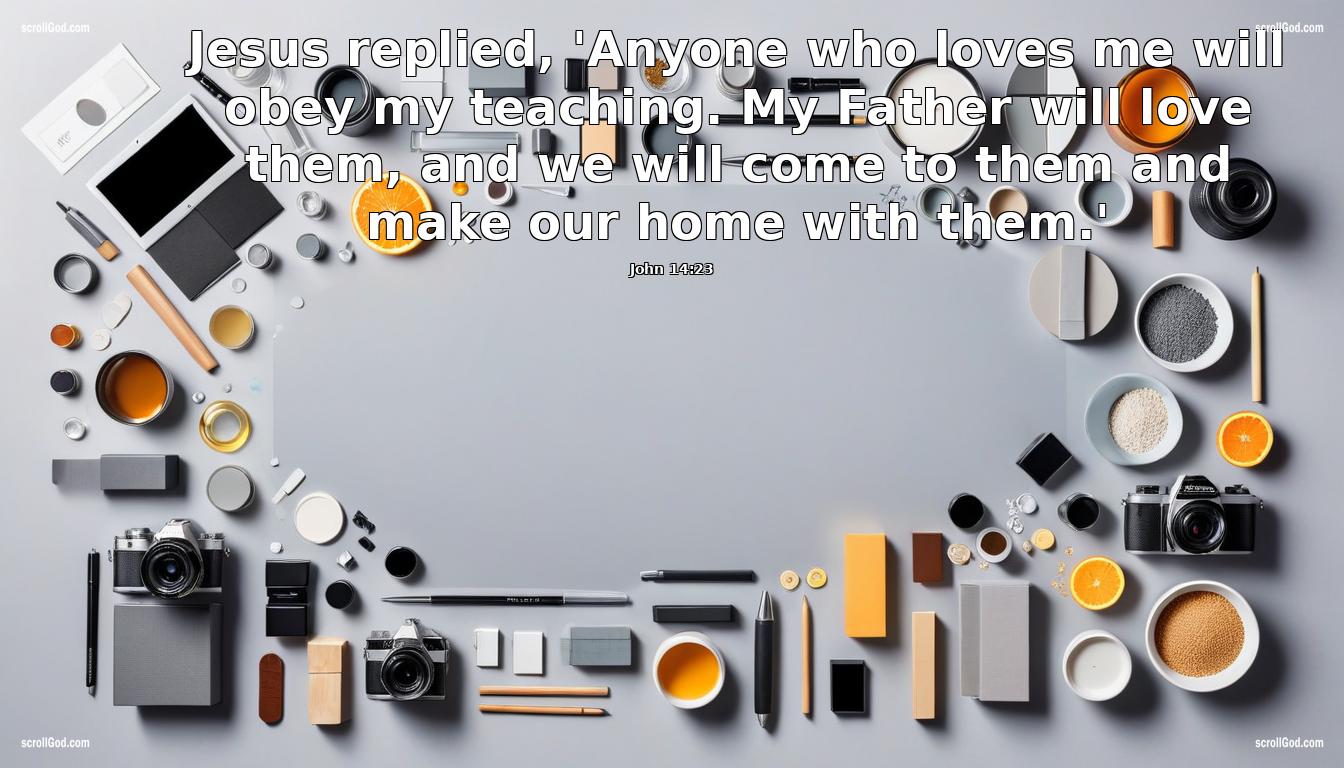 scrollGod.com
scrollGod.com
Jesus replied, 'Anyone who loves me will
obey my teaching. My Father will love
them, and we will come to them and
make our home with them.'
John 14:23
scrollGod.com
scrollGod.com